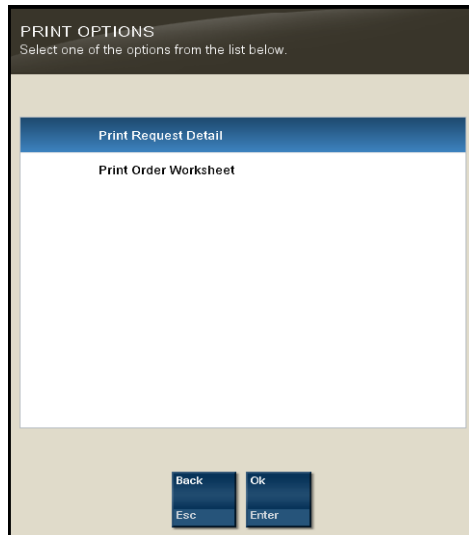 PRINT OPTIONS
Select one of the options from the list below.
Print Request Detail
Print Order Worksheet
Back Ok
Esc Enter